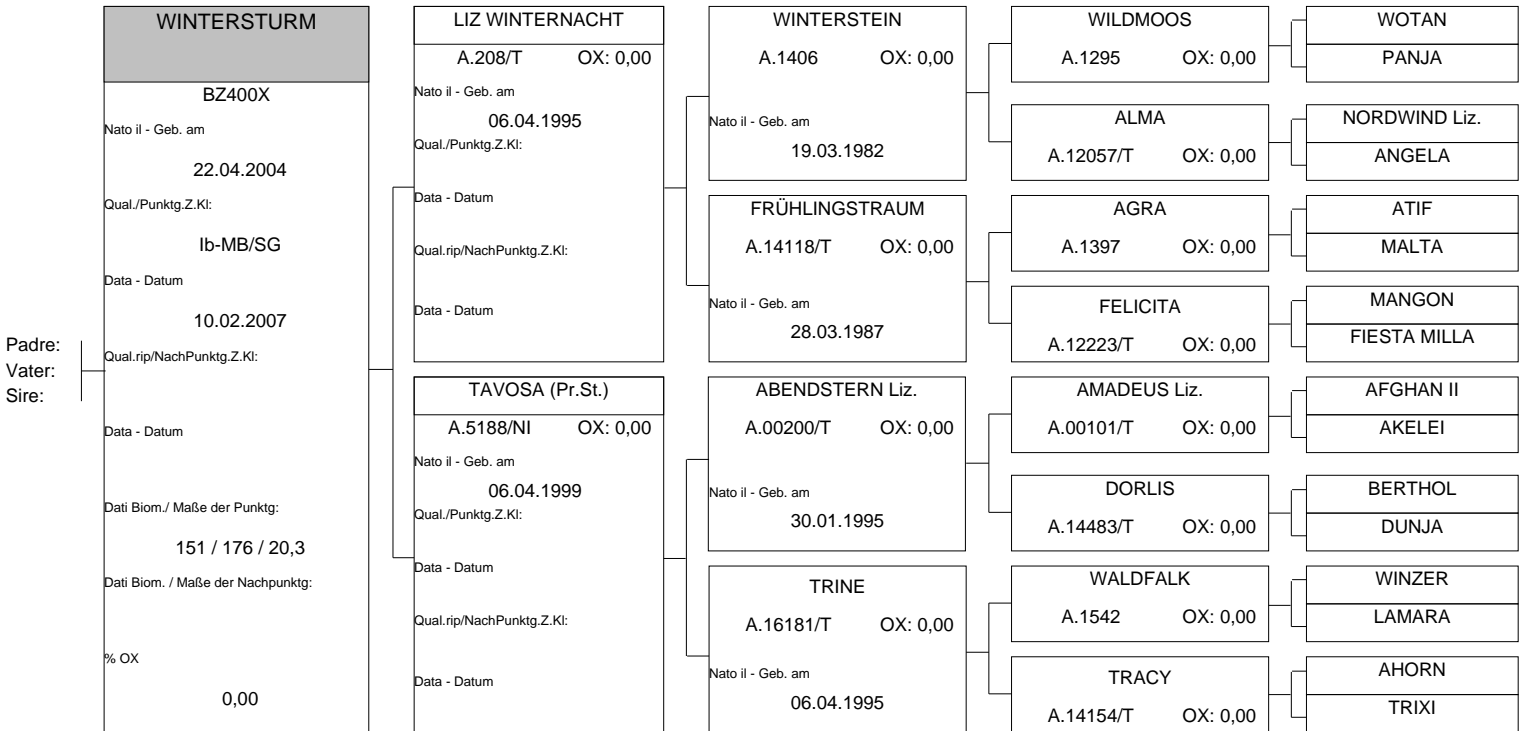 Padre:
Vater:
Sire:
WINTERSTURM
BZ400X
Nato il - Geb. am
22.04.2004
Qual./Punktg.Z.Kl:
Ib-MB/SG
Data - Datum
10.02.2007
Qual.rip/NachPunktg.Z.Kl:
Data - Datum
Dati Biom./ Maße der Punktg:
151 / 176 / 20,3
Dati Biom. / Maße der Nachpunktg:
% OX
0,00
LIZ WINTERNACHT
A.208/T OX: 0,00
Nato il - Geb. am
06.04.1995
Qual./Punktg.Z.Kl:
Data - Datum
Qual.rip/NachPunktg.Z.Kl:
Data - Datum
TAVOSA (Pr.St.)
A.5188/NI OX: 0,00
Nato il - Geb. am
06.04.1999
Qual./Punktg.Z.Kl:
Data - Datum
Qual.rip/NachPunktg.Z.Kl:
Data - Datum
WINTERSTEIN
A.1406 OX: 0,00
Nato il - Geb. am
19.03.1982
FRÜHLINGSTRAUM
A.14118/T OX: 0,00
Nato il - Geb. am
28.03.1987
ABENDSTERN Liz.
A.00200/T OX: 0,00
Nato il - Geb. am
30.01.1995
TRINE
A.16181/T OX: 0,00
Nato il - Geb. am
06.04.1995
WILDMOOS
A.1295 OX: 0,00
ALMA
A.12057/T OX: 0,00
AGRA
A.1397 OX: 0,00
FELICITA
A.12223/T OX: 0,00
AMADEUS Liz.
A.00101/T OX: 0,00
DORLIS
A.14483/T OX: 0,00
WALDFALK
A.1542 OX: 0,00
TRACY
A.14154/T OX: 0,00
WOTAN
PANJA
NORDWIND Liz.
ANGELA
ATIF
MALTA
MANGON
FIESTA MILLA
AFGHAN II
AKELEI
BERTHOL
DUNJA
WINZER
LAMARA
AHORN
TRIXI